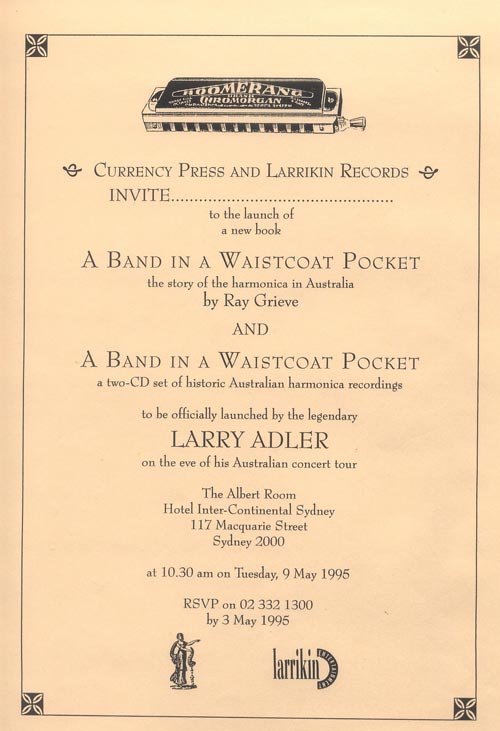 BOOMERANG
GRAND
CHROMORGAN
CURRENCY PRESS AND LARRIKIN RECORDS
INVITE.............................................
to the launch of
a new book
A BAND IN A WAISTCOAT POCKET
the story of the harmonica in Australia
by Ray Grieve
AND
A BAND IN A WAISTCOAT POCKET
a two-CD set of historic Australian harmonica recordings
to be officially launched by the legendary
LARRY ADLER
on the eve of his Australian concert tour
The Albert Room
Hotel Inter-Continental Sydney
117 Macquarie Street
Sydney 2000
at 10.30 am on Tuesday, 9 May 1995
RSVP on 02 332 1300
by 3 May 1995
larrikin
ENTERTAINMENT